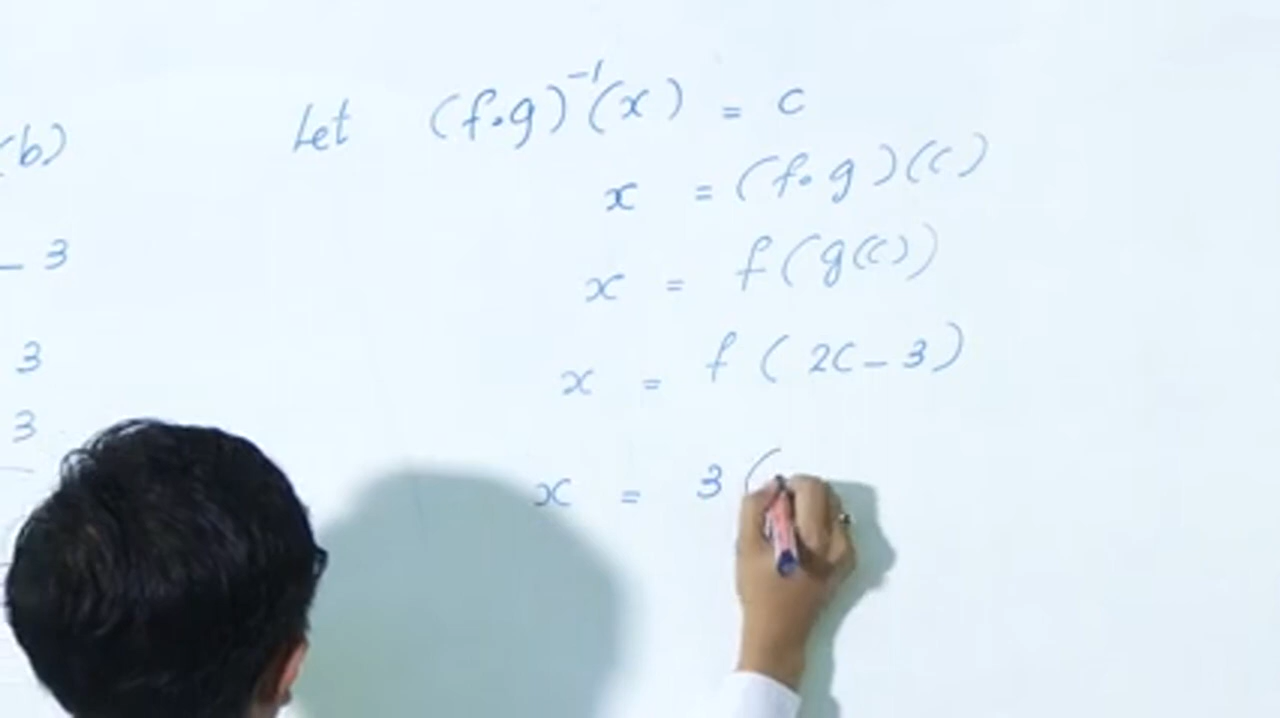 (b)
- 3
3
3
Let (f∘g)⁻¹(x) = c
x = (f∘g)(c)
x = f(g(c))
x = f(2c - 3)
x = 3(